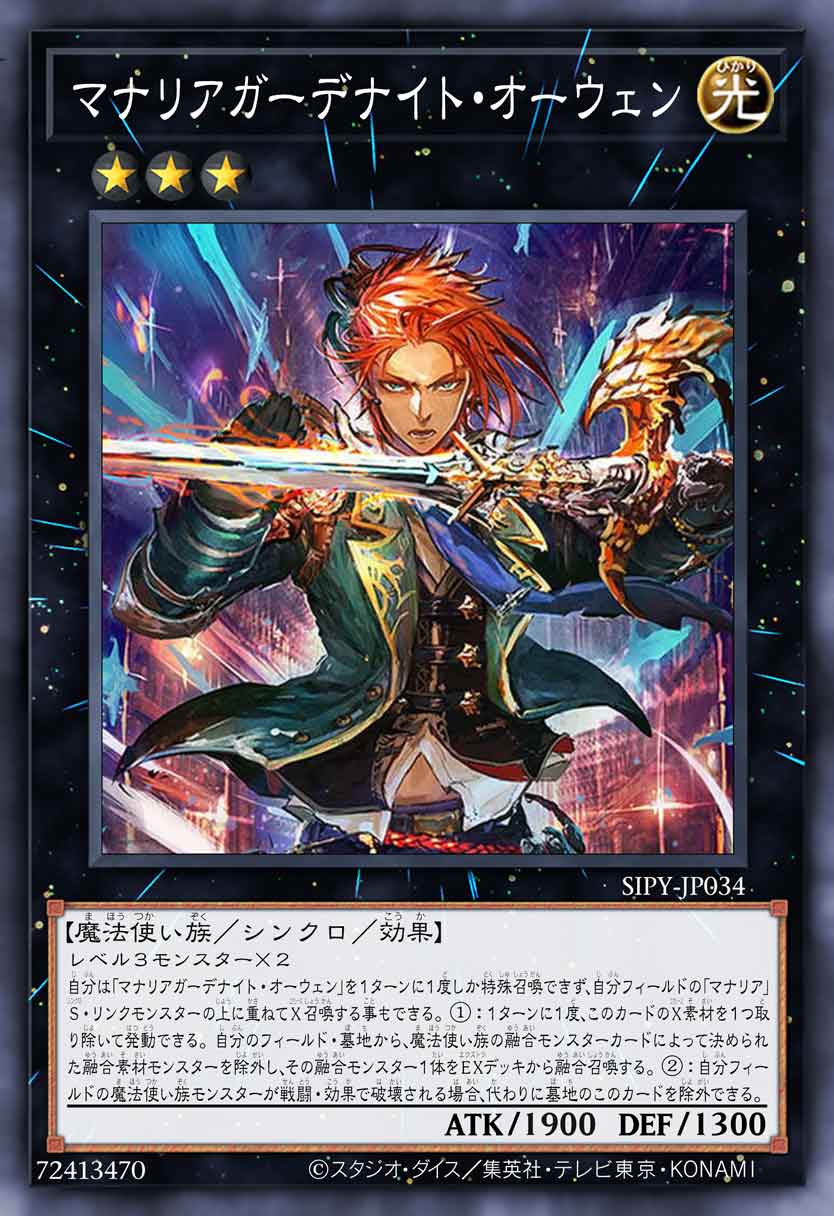 マナリアガーデナイト・オーウェン
光
ひかり
SIPY-JP034
【魔法使い族／シンクロ／効果】
レベル3モンスター×2
自分は「マナリアガーデナイト・オーウェン」を1ターンに1度しか特殊召喚できず、自分フィールドの「マナリア」
S・リンクモンスターの上に重ねてX召喚する事もできる。①：1ターンに1度、このカードのX素材を1つ取
り除いて発動できる。自分のフィールド・墓地から、魔法使い族の融合モンスターカードによって決められ
た融合素材モンスターを除外し、その融合モンスター1体をEXデッキから融合召喚する。②：自分フィー
ルドの魔法使い族モンスターが戦闘・効果で破壊される場合、代わりに墓地のこのカードを除外できる。
ATK/1900 DEF/1300
72413470 ©スタジオ・ダイス／集英社・テレビ東京・KONAMI